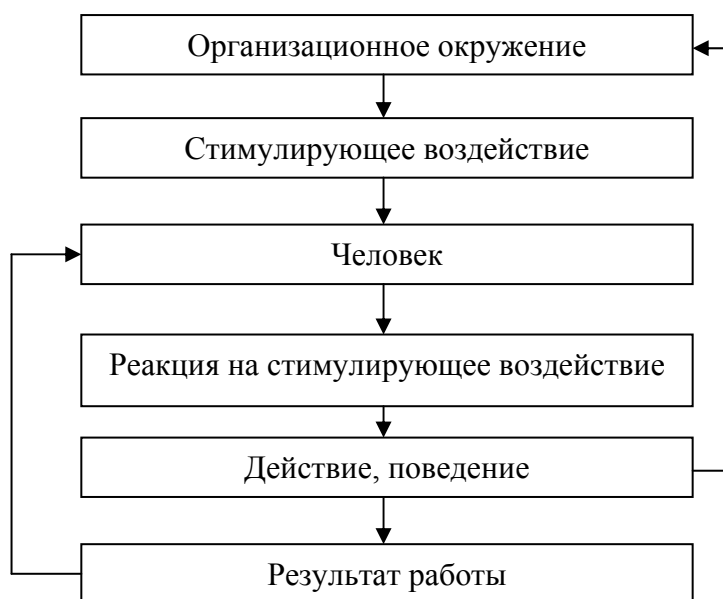 Организационное окружение
Стимулирующее воздействие
Человек
Реакция на стимулирующее воздействие
Действие, поведение
Результат работы